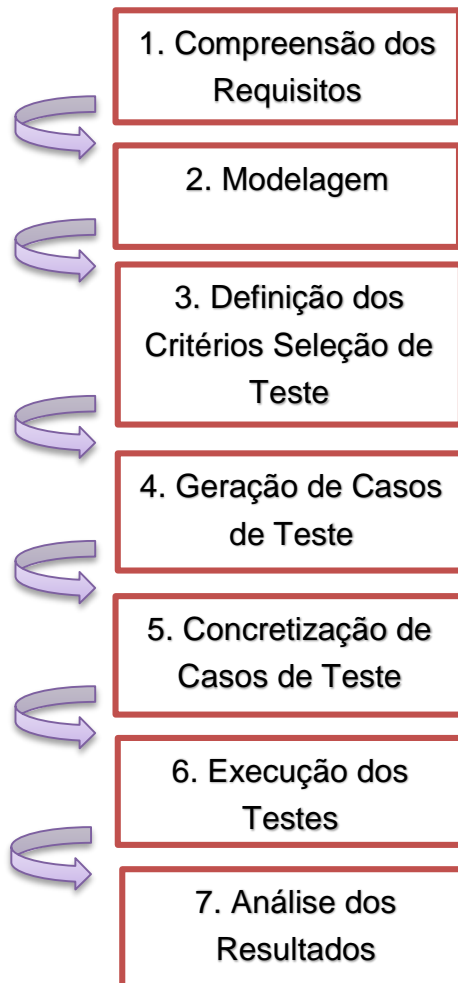 1. Compreensão dos
Requisitos
2. Modelagem
3. Definição dos
Critérios Seleção de
Teste
4. Geração de Casos
de Teste
5. Concretização de
Casos de Teste
6. Execução dos
Testes
7. Análise dos
Resultados